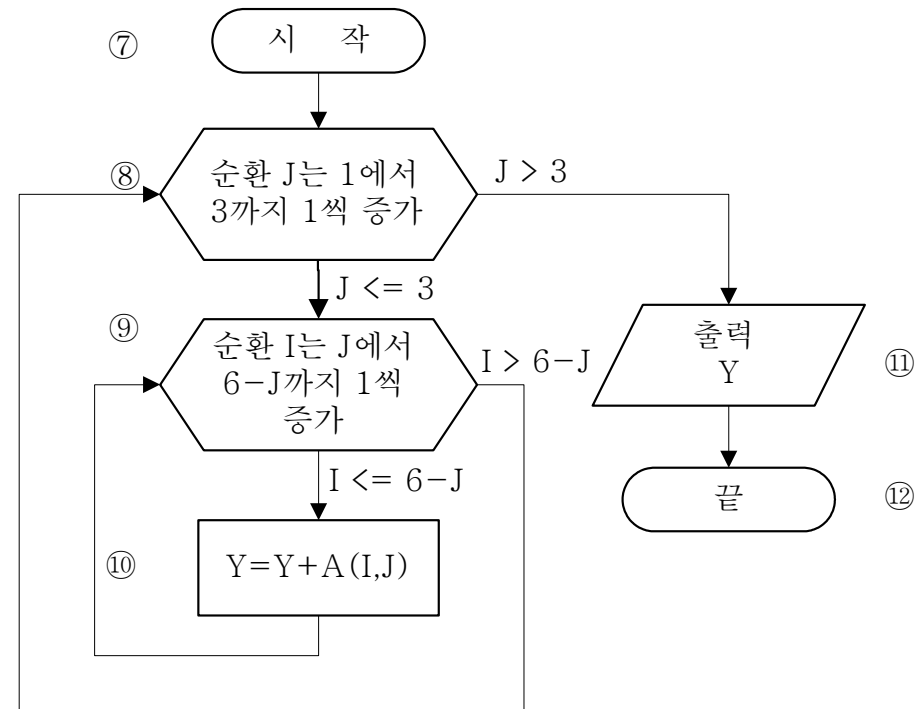 ⑦
시 작
⑧
순환 J는 1에서
3까지 1씩 증가
J > 3
J <= 3
⑨
순환 I는 J에서
6-J까지 1씩
증가
I > 6-J
출력
Y
⑪
I <= 6-J
끝
⑫
⑩
Y=Y+A(I,J)